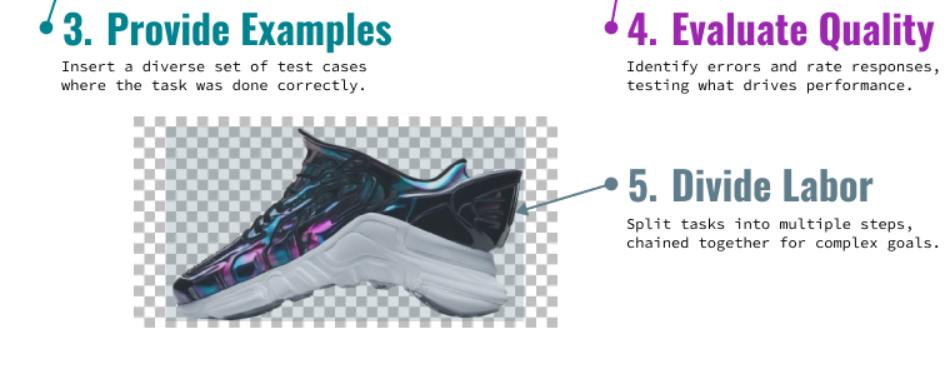 3. Provide Examples
Insert a diverse set of test cases
where the task was done correctly.
4. Evaluate Quality
Identify errors and rate responses,
testing what drives performance.
5. Divide Labor
Split tasks into multiple steps,
chained together for complex goals.